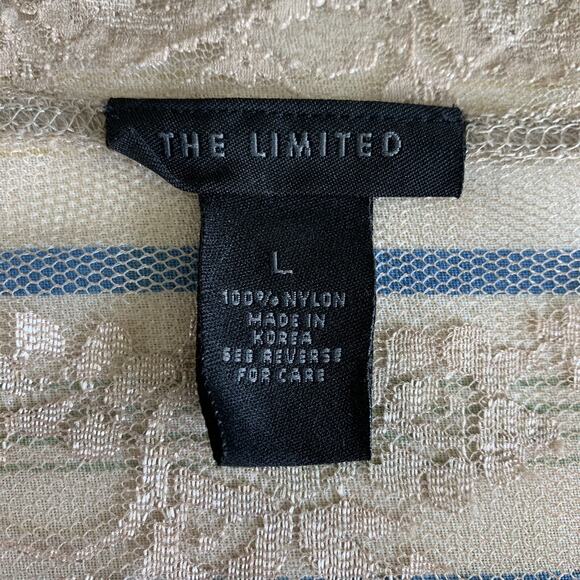 THE LIMITED
L
100% NYLON
MADE IN
KOREA
SEE REVERSE
FOR CARE